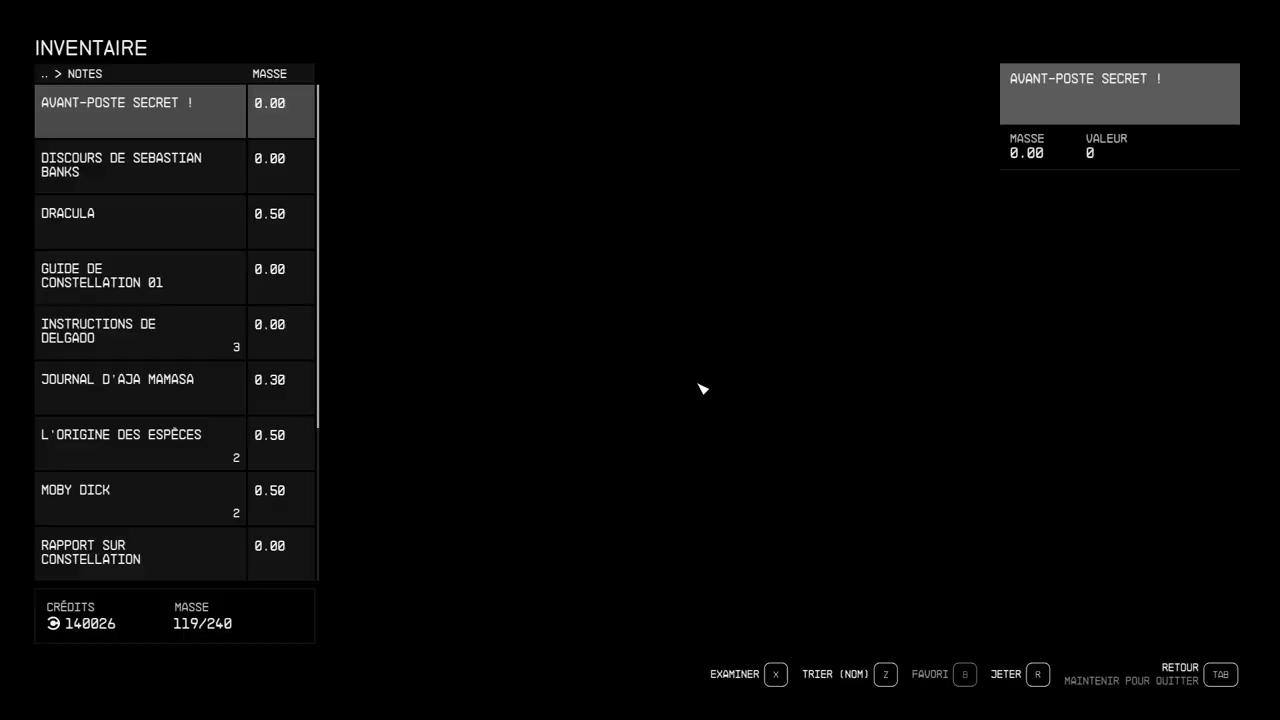 INVENTAIRE
.. > NOTES MASSE
AVANT-POSTE SECRET ! 0.00
DISCOURS DE SEBASTIAN 0.00
BANKS
DRACULA 0.50
GUIDE DE 0.00
CONSTELLATION 01
INSTRUCTIONS DE 0.00
DELGADO
3
JOURNAL D'AJA MAMASA 0.30
L'ORIGINE DES ESPÈCES 0.50
2
MOBY DICK 0.50
2
RAPPORT SUR 0.00
CONSTELLATION
CRÉDITS MASSE
140026 119/240
AVANT-POSTE SECRET !
MASSE VALEUR
0.00 0
EXAMINER X TRIER (NOM) Z FAVORI B JETER R RETOUR TAB
MAINTENIR POUR QUITTER